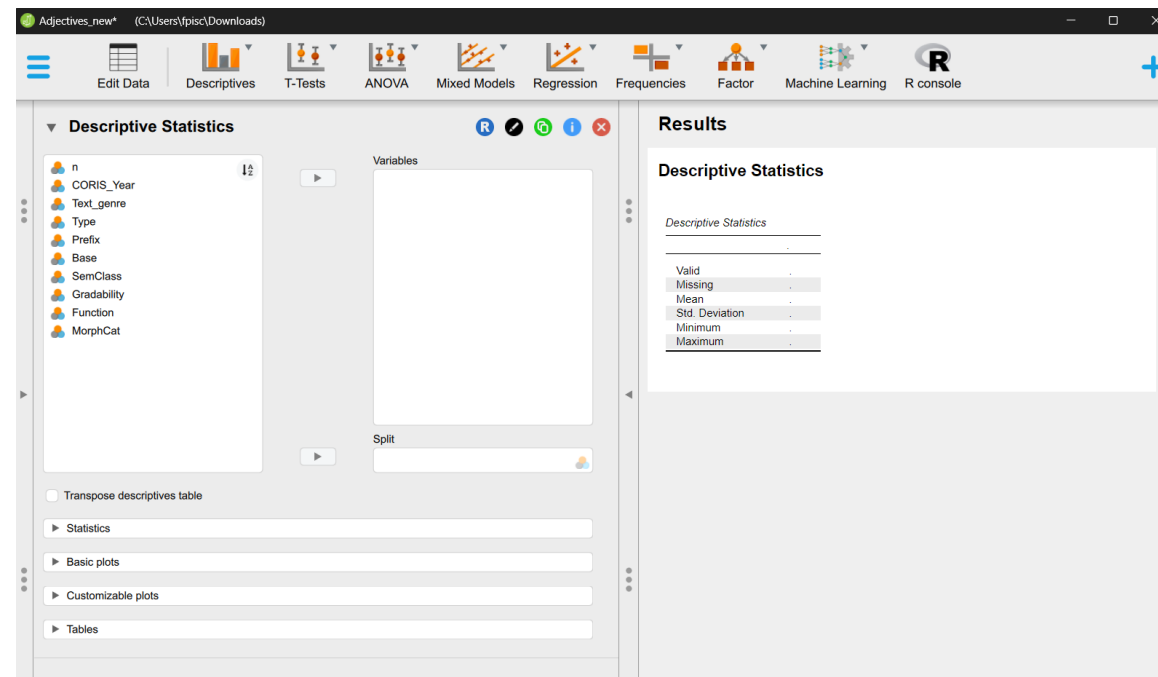 Adjectives_new* (C:\Users\fpisc\Downloads)
Edit Data Descriptives T-Tests ANOVA Mixed Models Regression Frequencies Factor Machine Learning R console
Descriptive Statistics
R
i
n
CORIS_Year
Text_genre
Type
Prefix
Base
SemClass
Gradability
Function
MorphCat
Variables
Split
Transpose descriptives table
Statistics
Basic plots
Customizable plots
Tables
Results
Descriptive Statistics
Descriptive Statistics
.
Valid .
Missing .
Mean .
Std. Deviation .
Minimum .
Maximum .